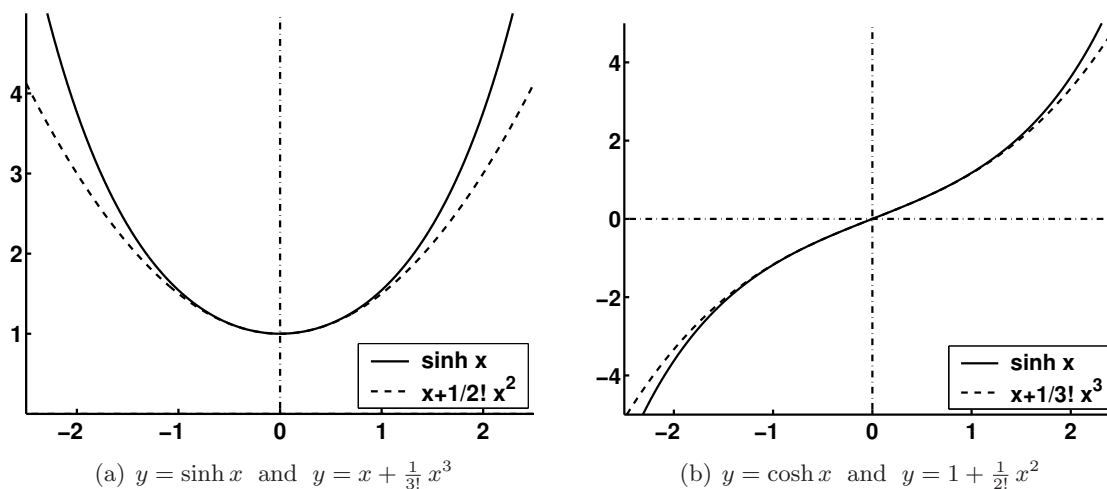 4
3
2
1
−2 −1 0 1 2
sinh x
x+1/2! x²
(a) y = sinh x and y = x + 1/3! x³
4
2
0
−2
−4
−2 −1 0 1 2
sinh x
x+1/3! x³
(b) y = cosh x and y = 1 + 1/2! x²